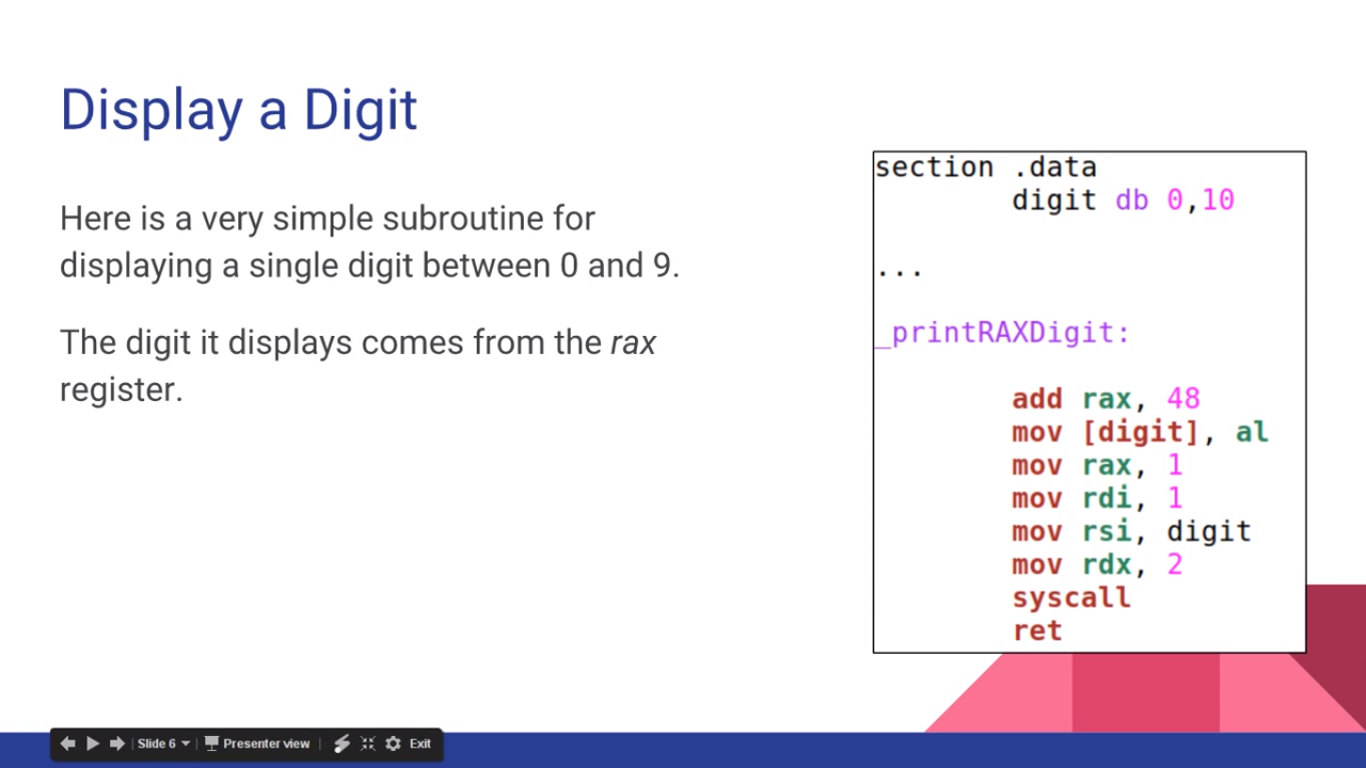 Display a Digit
Here is a very simple subroutine for
displaying a single digit between 0 and 9.
The digit it displays comes from the rax
register.
section .data
digit db 0,10
...
_printRAXDigit:
add rax, 48
mov [digit], al
mov rax, 1
mov rdi, 1
mov rsi, digit
mov rdx, 2
syscall
ret
Slide 6
Presenter view
Exit